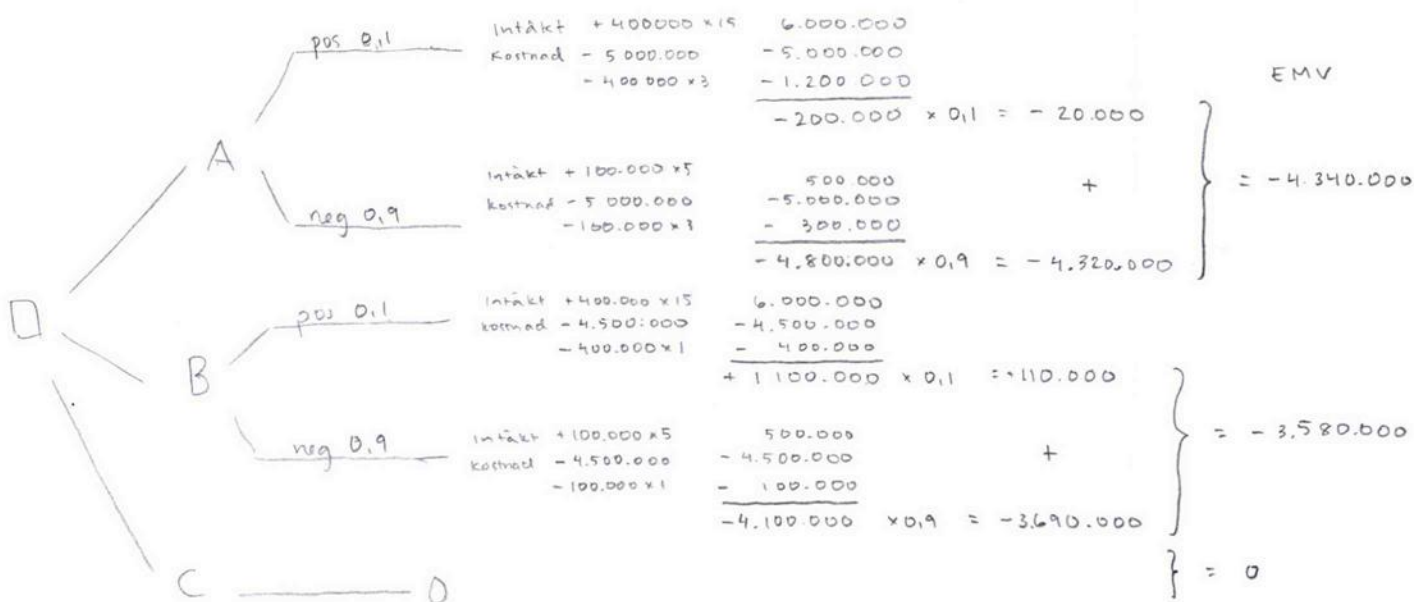 pos 0,1
Intäkt + 400000 × 15 6.000.000
Kostnad - 5 000.000 - 5.000.000
- 400 000 × 3 - 1.200 000
- 200.000 × 0,1 = - 20.000
EMV
A
Intäkt + 100.000 × 5 500.000
+
= - 4.340.000
neg 0,9
Kostnad - 5 000.000 - 5.000.000
- 100.000 × 3 - 300.000
- 4.800.000 × 0,9 = - 4.320.000
D
pos 0,1
Intäkt + 400.000 × 15 6.000.000
Kostnad - 4.500.000 - 4.500.000
- 400.000 × 1 - 400.000
+ 1 100.000 × 0,1 = +110.000
B
neg 0,9
Intäkt + 100.000 × 5 500.000
+
= - 3.580.000
Kostnad - 4.500.000 - 4.500.000
- 100.000 × 1 - 100.000
- 4.100.000 × 0,9 = - 3.690.000
C 0
= 0